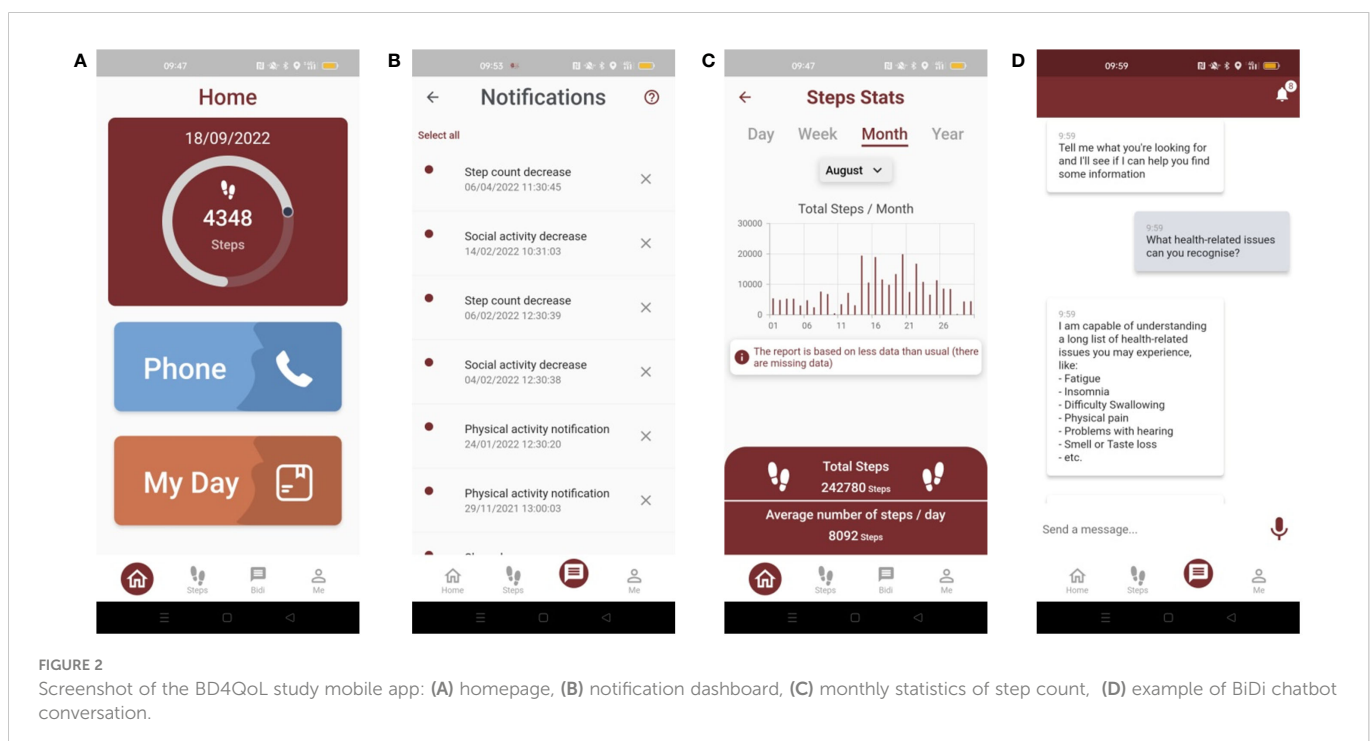 A
09:47
Home
18/09/2022
4348
Steps
Phone
My Day
Steps
Bidi
Me
B
09:53
Notifications
Select all
Step count decrease
06/04/2022 11:30:45
Social activity decrease
14/02/2022 10:31:03
Step count decrease
06/02/2022 12:30:39
Social activity decrease
04/02/2022 12:30:38
Physical activity notification
24/01/2022 12:30:20
Physical activity notification
29/11/2021 13:00:03
Home
Steps
Me
C
09:47
Steps Stats
Day Week Month Year
August
Total Steps / Month
30000
20000
10000
0
01 06 11 16 21 26
The report is based on less data than usual (there
are missing data)
Total Steps
242780 Steps
Average number of steps / day
8092 Steps
Steps
Bidi
Me
D
09:59
8
9:59
Tell me what you're looking for
and I'll see if I can help you find
some information
9:59
What health-related issues
can you recognise?
9:59
I am capable of understanding
a long list of health-related
issues you may experience,
like:
- Fatigue
- Insomnia
- Difficulty Swallowing
- Physical pain
- Problems with hearing
- Smell or Taste loss
- etc.
Send a message...
Home
Steps
Me
FIGURE 2
Screenshot of the BD4QoL study mobile app: (A) homepage, (B) notification dashboard, (C) monthly statistics of step count, (D) example of BiDi chatbot
conversation.